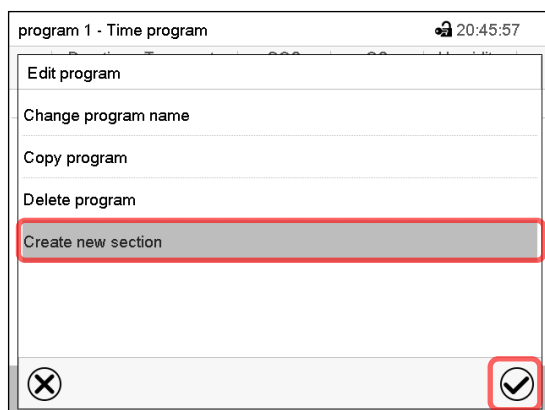 program 1 - Time program 20:45:57
Edit program
Change program name
Copy program
Delete program
Create new section